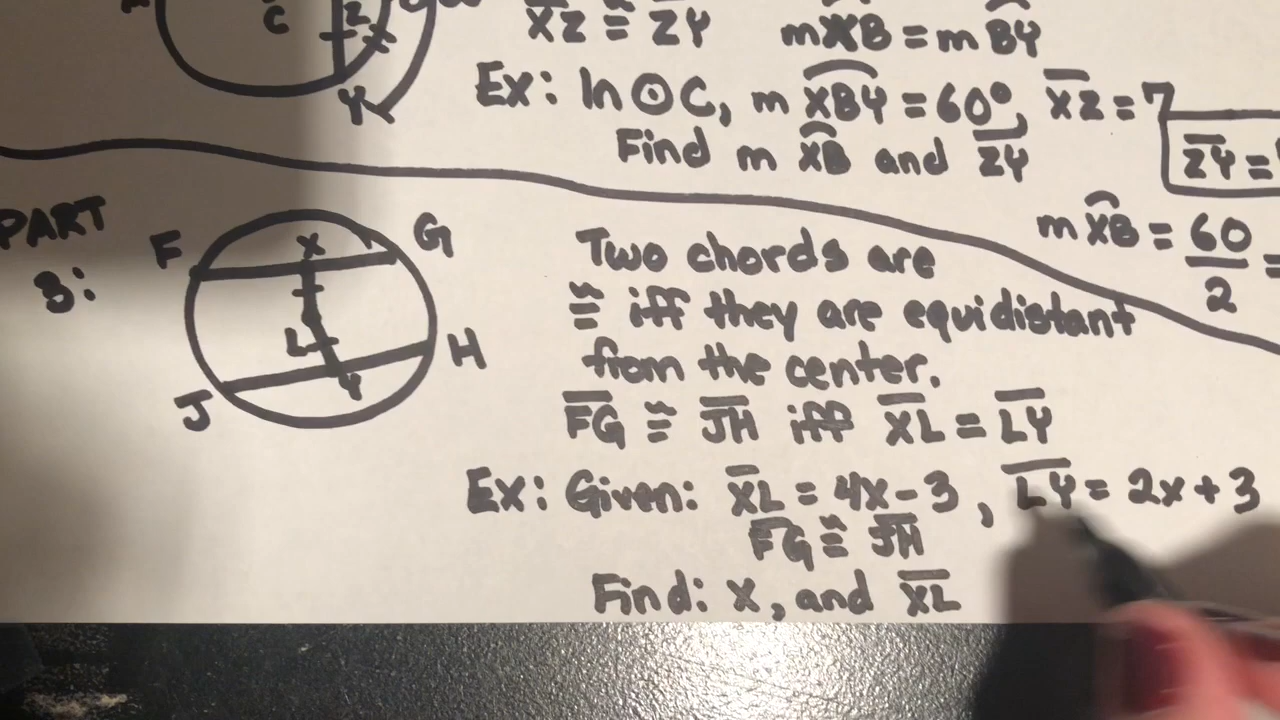 C
Z
Y
XZ ≅ ZY mXB = m BY
Ex: In ⊙ C, m XBY = 60°, XZ = 7
Find m XB and ZY
ZY =
mXB = 60/2 =
PART
3:
F
X
G
L
H
J
Y
Two chords are
≅ iff they are equidistant
from the center.
FG ≅ JH iff XL = LY
Ex: Given: XL = 4x - 3, LY = 2x + 3
FG ≅ JH
Find: X, and XL